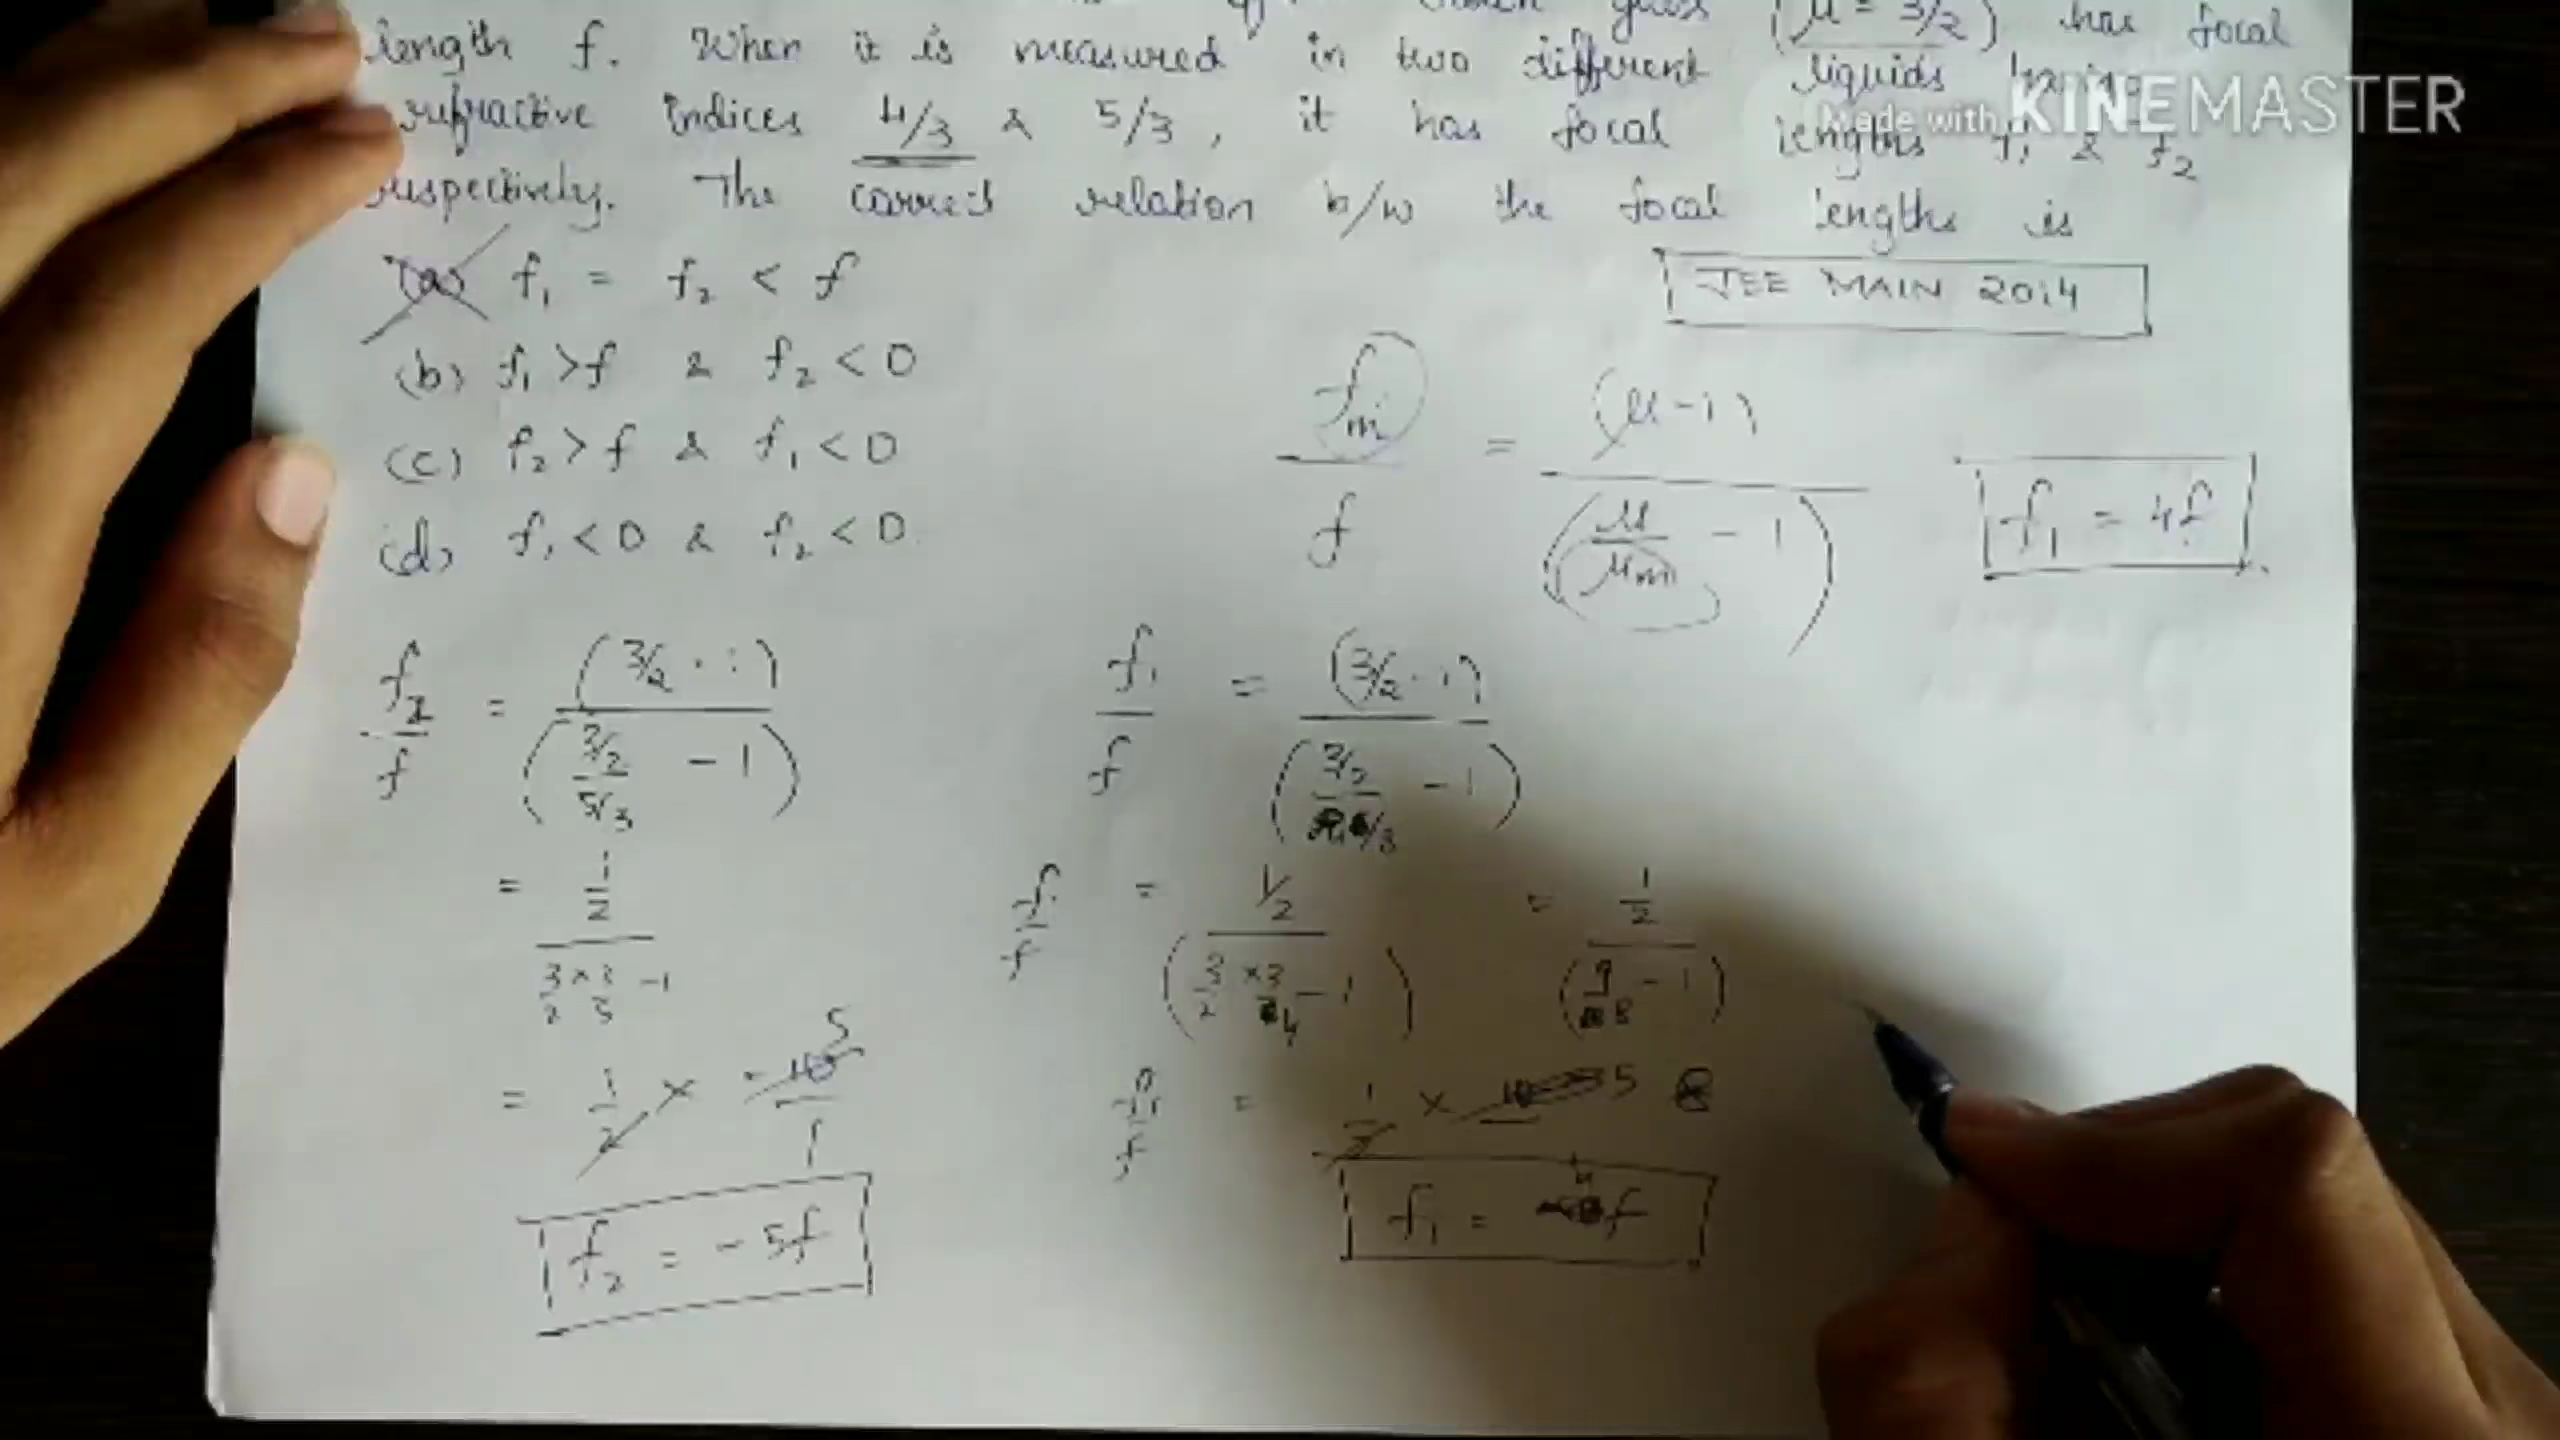 (μ = 3/2) has focal
length f. When it is measured in two different liquids
refractive indices 4/3 & 5/3, it has focal lengths f₁ & f₂
respectively. The correct relation b/w the focal lengths is
Made with KINEMASTER
(a) f₁ = f₂ < f
JEE MAIN 2014
(b) f₁ > f & f₂ < 0
(c) f₂ > f & f₁ < 0
(d) f₁ < 0 & f₂ < 0
fm / f = (μ - 1) / (μ/μm - 1)
f₁ = 4f
f₂ / f = (3/2 - 1) / ((3/2)/(5/3) - 1)
= 1/2 / (3/2 × 3/5 - 1)
= 1/2 × - 10 5 / 1
f₂ = - 5f
f₁ / f = (3/2 - 1) / ((3/2)/(4/3) - 1)
= 1/2 / (3/2 × 3/4 - 1) = 1/2 / (9/8 - 1)
f₁ = 4f